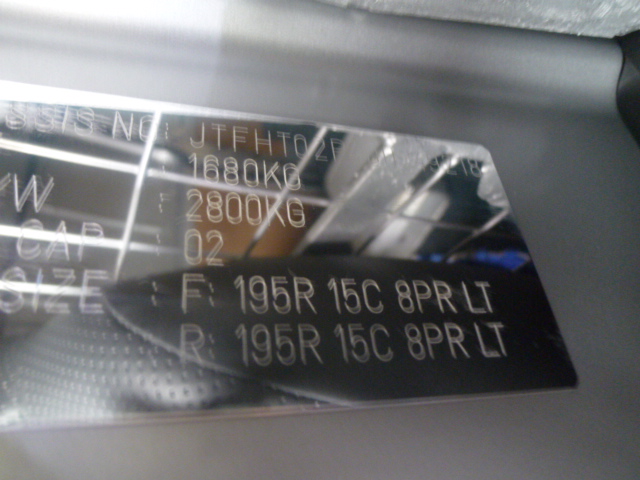 NO : JTFHT02
: 1680KG
W : 2800KG
CAP : 02
SIZE : F: 195R 15C 8PR LT
R: 195R 15C 8PR LT